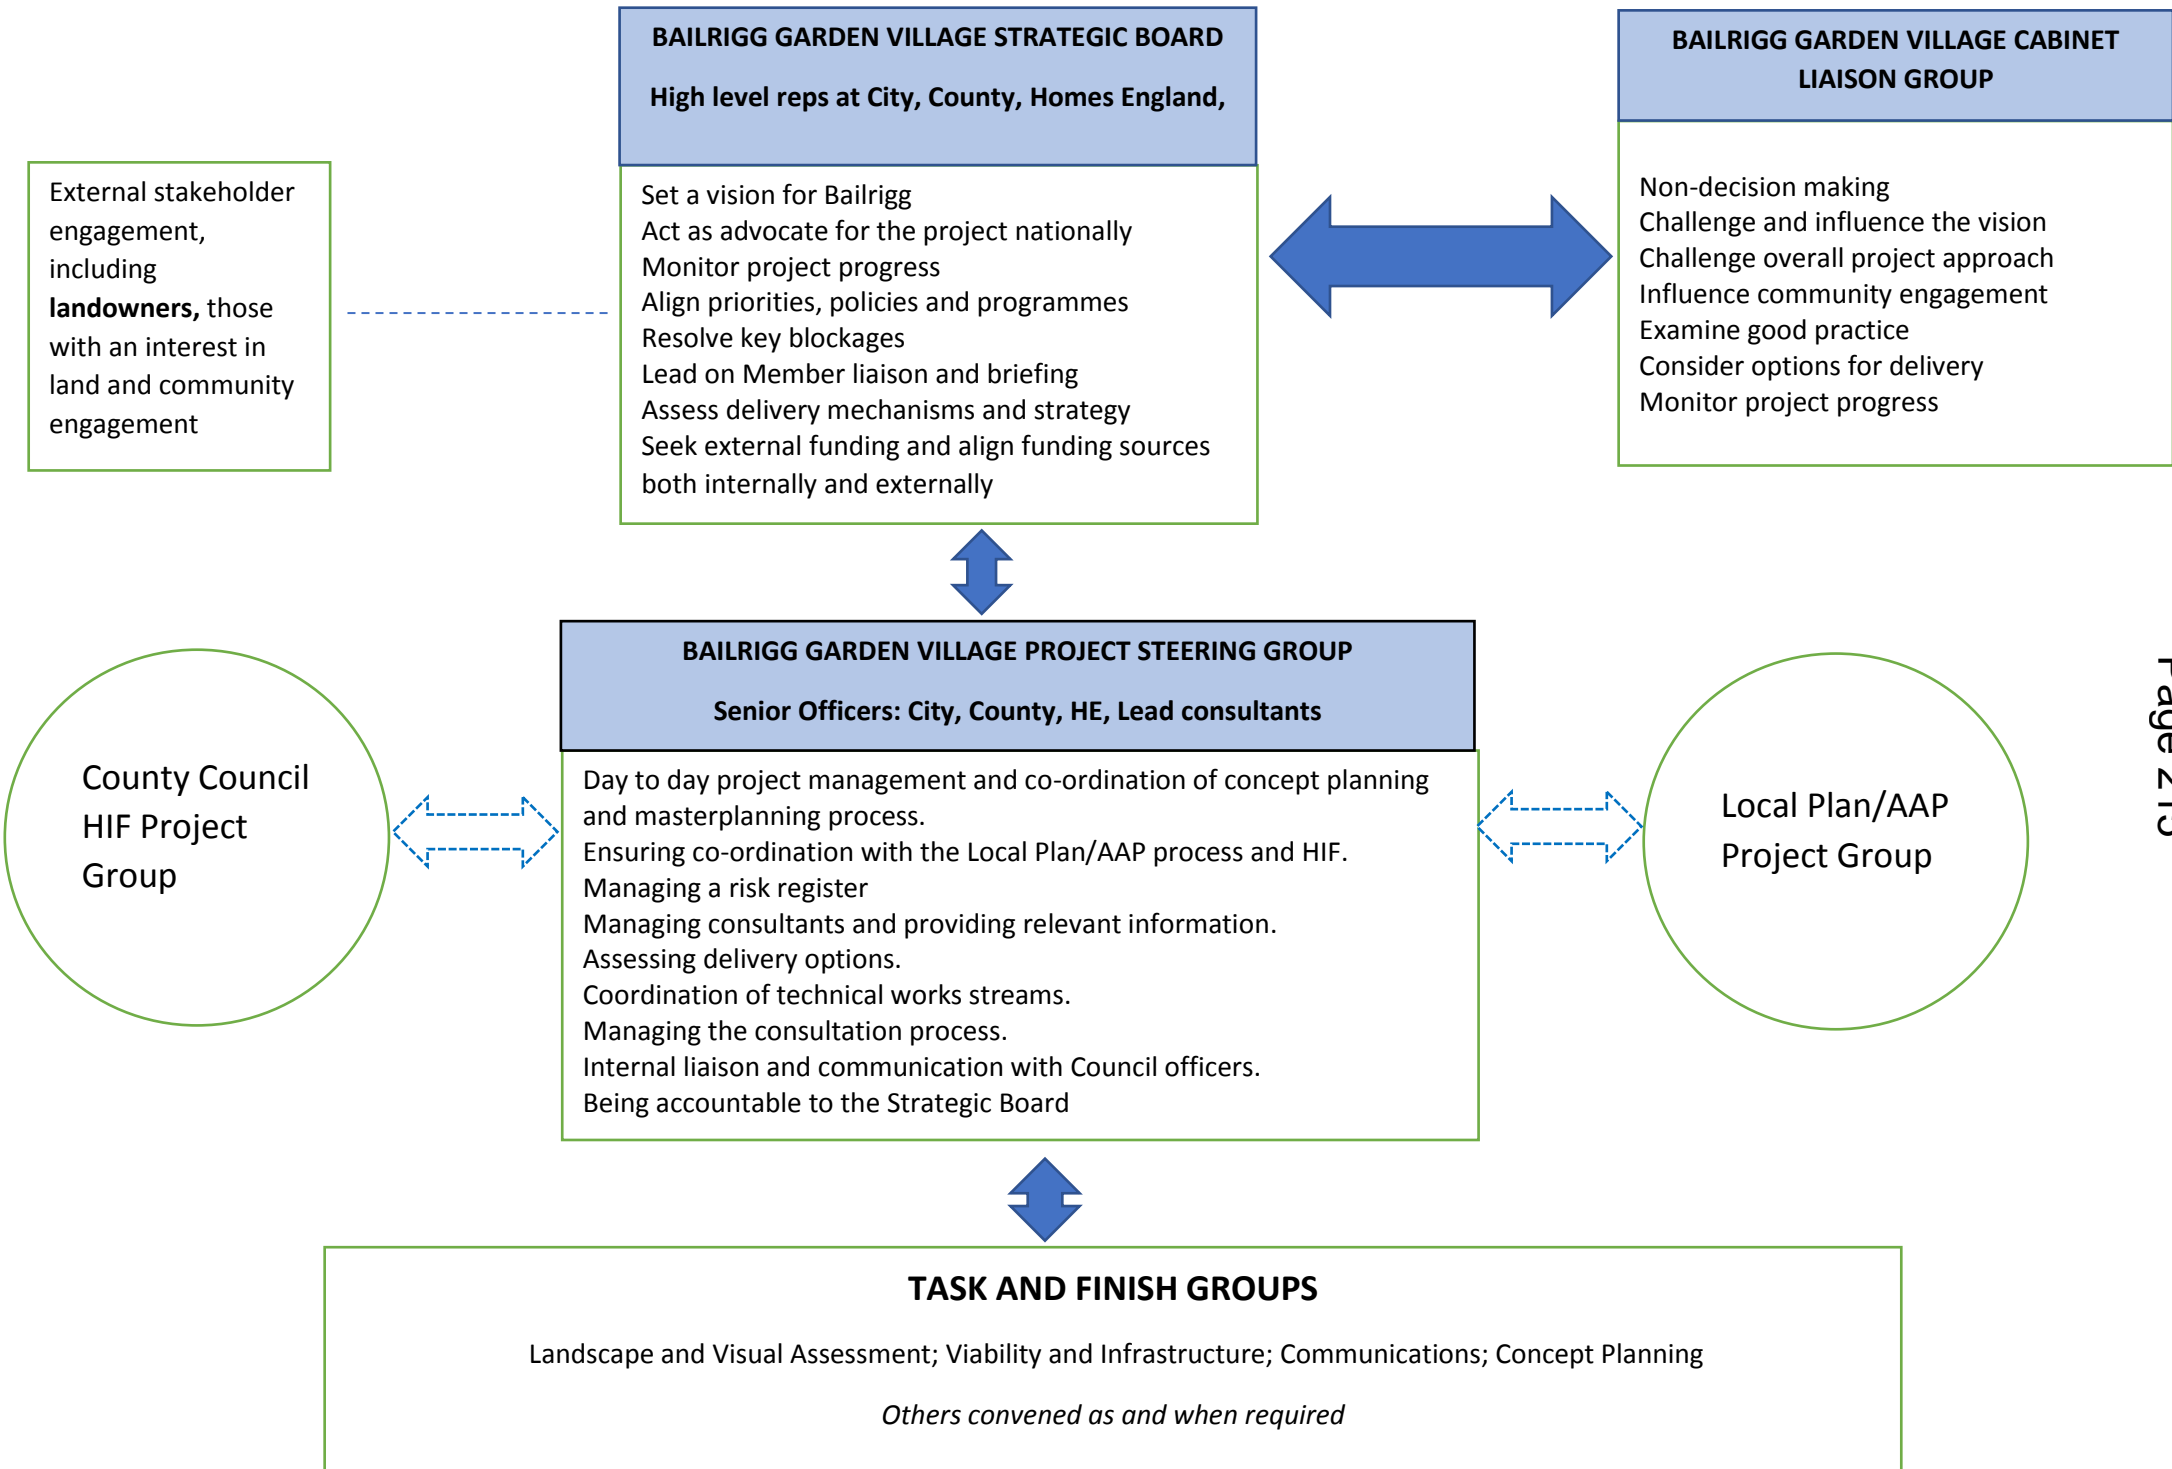 BAILRIGG GARDEN VILLAGE STRATEGIC BOARD
High level reps at City, County, Homes England,
Set a vision for Bailrigg
Act as advocate for the project nationally
Monitor project progress
Align priorities, policies and programmes
Resolve key blockages
Lead on Member liaison and briefing
Assess delivery mechanisms and strategy
Seek external funding and align funding sources
both internally and externally
BAILRIGG GARDEN VILLAGE CABINET
LIAISON GROUP
Non-decision making
Challenge and influence the vision
Challenge overall project approach
Influence community engagement
Examine good practice
Consider options for delivery
Monitor project progress
External stakeholder
engagement,
including
landowners, those
with an interest in
land and community
engagement
BAILRIGG GARDEN VILLAGE PROJECT STEERING GROUP
Senior Officers: City, County, HE, Lead consultants
Day to day project management and co-ordination of concept planning
and masterplanning process.
Ensuring co-ordination with the Local Plan/AAP process and HIF.
Managing a risk register
Managing consultants and providing relevant information.
Assessing delivery options.
Coordination of technical works streams.
Managing the consultation process.
Internal liaison and communication with Council officers.
Being accountable to the Strategic Board
County Council
HIF Project
Group
Local Plan/AAP
Project Group
TASK AND FINISH GROUPS
Landscape and Visual Assessment; Viability and Infrastructure; Communications; Concept Planning
Others convened as and when required
Page